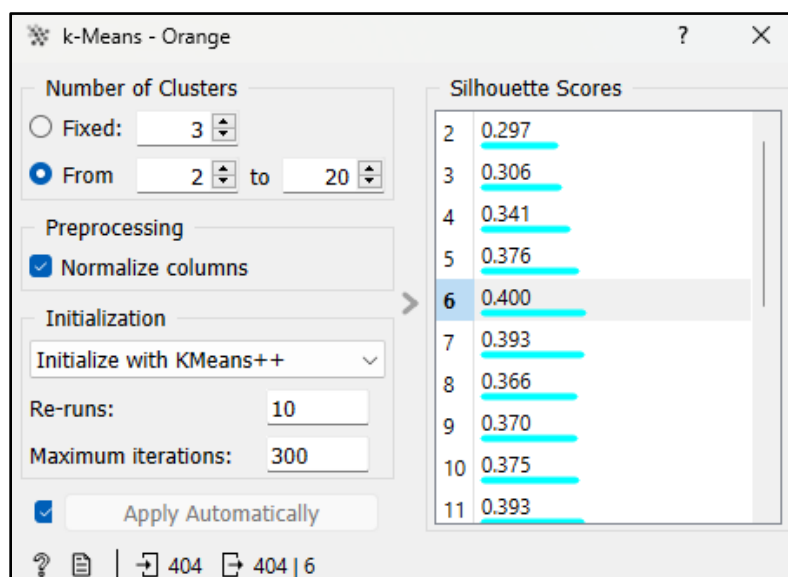 k-Means - Orange ? ×
Number of Clusters
Fixed: 3
From 2 to 20
Preprocessing
Normalize columns
Initialization
Initialize with KMeans++
Re-runs: 10
Maximum iterations: 300
Apply Automatically
? 404 404 | 6
Silhouette Scores
2 0.297
3 0.306
4 0.341
5 0.376
6 0.400
7 0.393
8 0.366
9 0.370
10 0.375
11 0.393